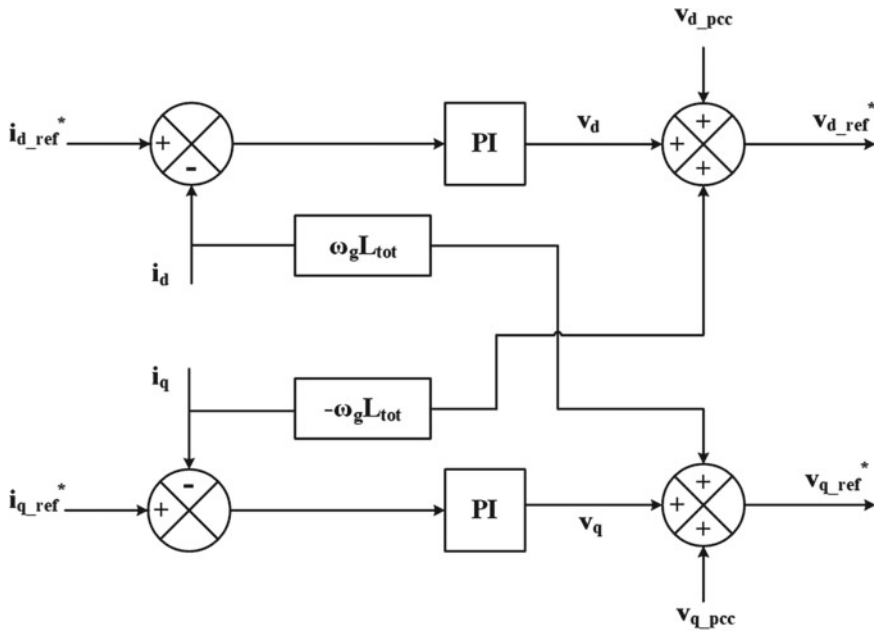 v_d_pcc
i_d_ref*
+
-
PI
v_d
+
+
+
v_d_ref*
ω_gL_tot
i_d
i_q
-ω_gL_tot
i_q_ref*
-
+
PI
v_q
+
+
+
v_q_ref*
v_q_pcc